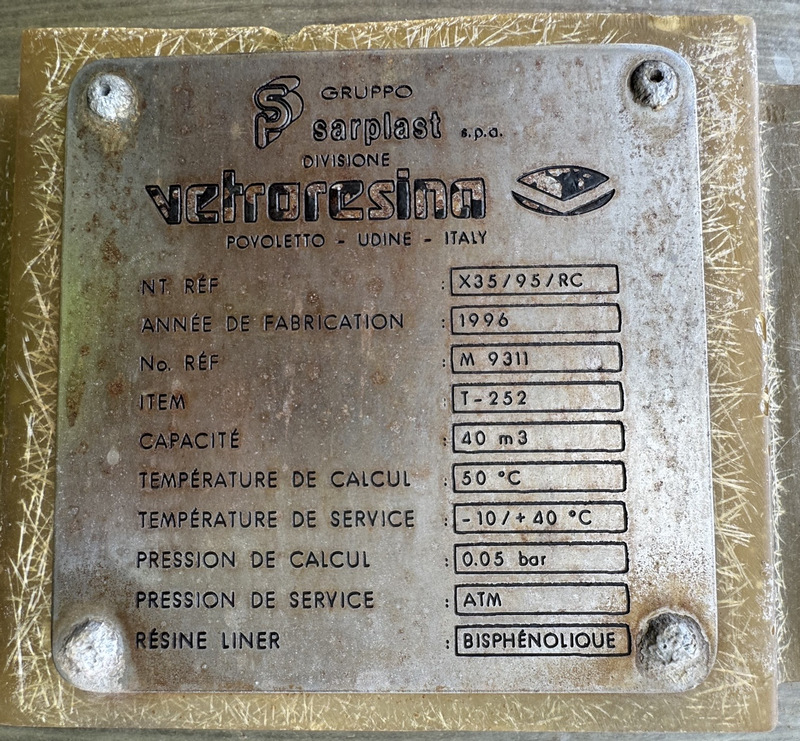 GRUPPO
sarplast s.p.a.
DIVISIONE
vetroresina
POVOLETTO - UDINE - ITALY
NT. RÉF : X35/95/RC
ANNÉE DE FABRICATION : 1996
No. RÉF : M 9311
ITEM : T-252
CAPACITÉ : 40 m3
TEMPÉRATURE DE CALCUL : 50 °C
TEMPÉRATURE DE SERVICE : -10/+40 °C
PRESSION DE CALCUL : 0.05 bar
PRESSION DE SERVICE : ATM
RÉSINE LINER : BISPHÉNOLIQUE